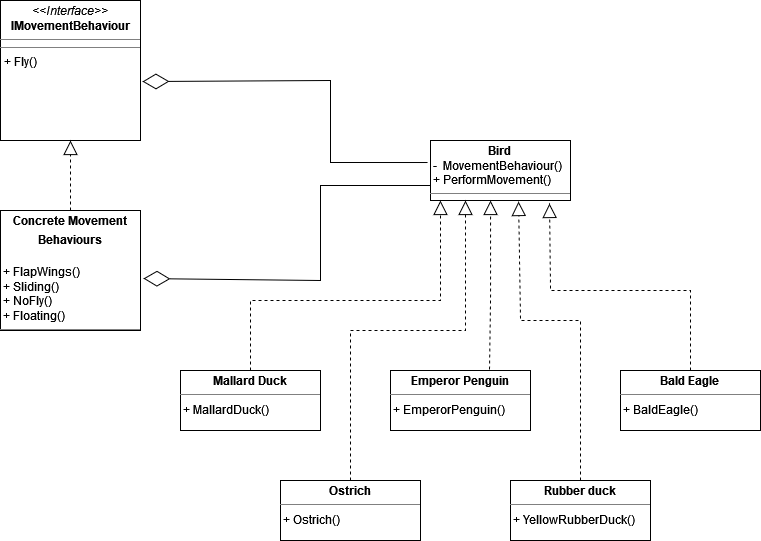 <<Interface>>
IMovementBehaviour
+ Fly()
Bird
- MovementBehaviour()
+ PerformMovement()
Concrete Movement
Behaviours
+ FlapWings()
+ Sliding()
+ NoFly()
+ Floating()
Mallard Duck
+ MallardDuck()
Emperor Penguin
+ EmperorPenguin()
Bald Eagle
+ BaldEagle()
Ostrich
+ Ostrich()
Rubber duck
+ YellowRubberDuck()